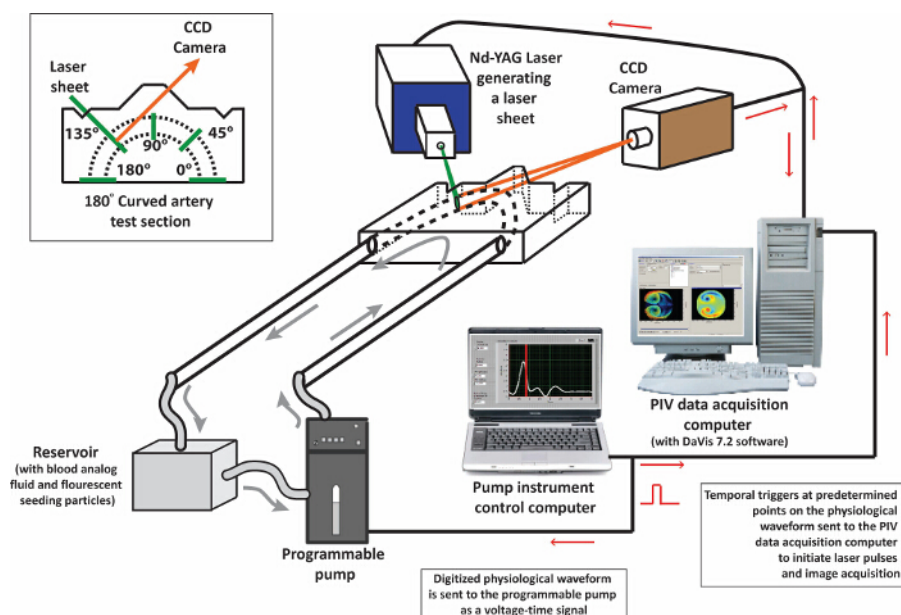 CCD
Camera
Laser
sheet
135°
90°
45°
180°
0°
180° Curved artery
test section
Nd-YAG Laser
generating
a laser
sheet
CCD
Camera
PIV data acquisition
computer
(with DaVis 7.2 software)
Pump instrument
control computer
Reservoir
(with blood analog
fluid and flourescent
seeding particles)
Programmable
pump
Temporal triggers at predetermined
points on the physiological
waveform sent to the PIV
data acquisition computer
to initiate laser pulses
and image acquisition
Digitized physiological waveform
is sent to the programmable pump
as a voltage-time signal